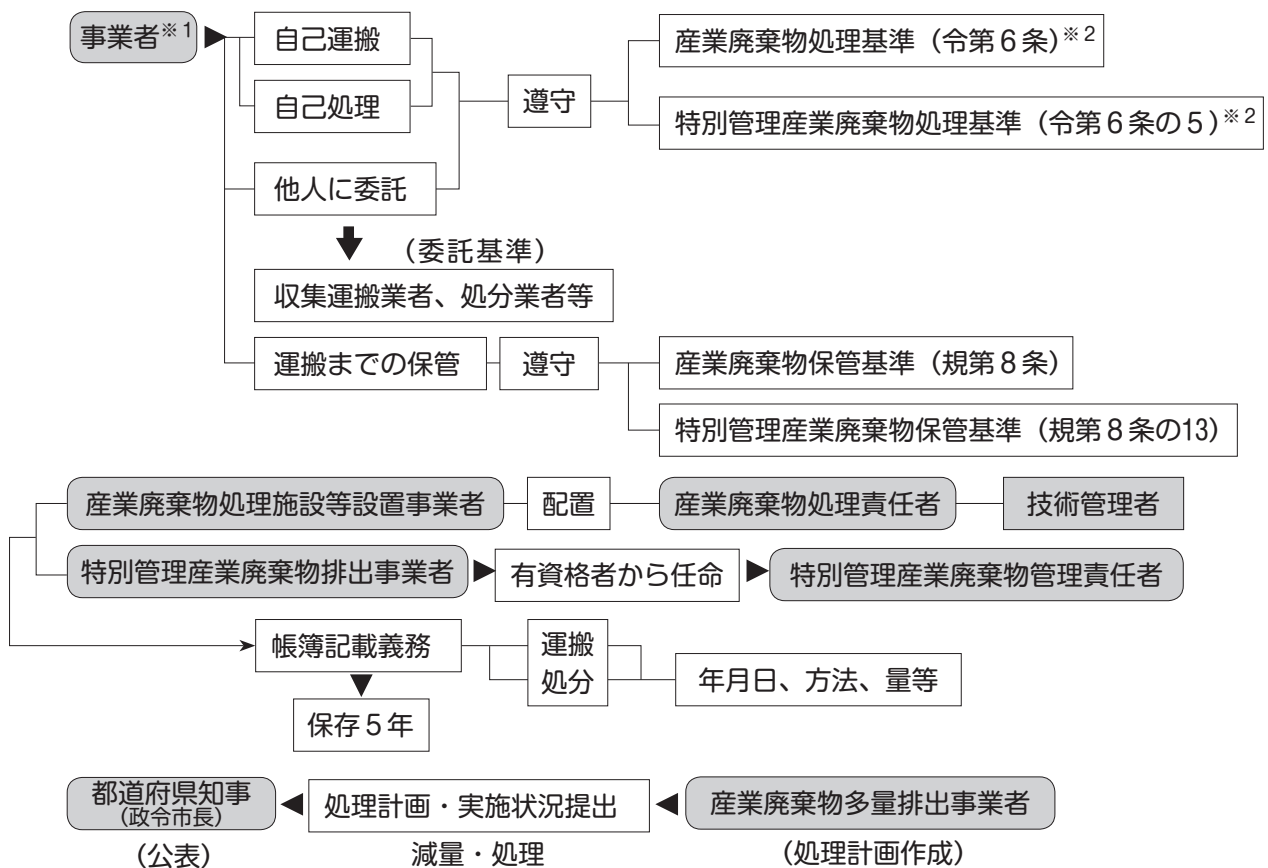 事業者※1
自己運搬
産業廃棄物処理基準（令第6条）※2
自己処理
遵守
特別管理産業廃棄物処理基準（令第6条の5）※2
他人に委託
（委託基準）
収集運搬業者、処分業者等
運搬までの保管
遵守
産業廃棄物保管基準（規第8条）
特別管理産業廃棄物保管基準（規第8条の13）
産業廃棄物処理施設等設置事業者
配置
産業廃棄物処理責任者
技術管理者
特別管理産業廃棄物排出事業者
有資格者から任命
特別管理産業廃棄物管理責任者
帳簿記載義務
運搬
処分
年月日、方法、量等
保存5年
都道府県知事
（政令市長）
処理計画・実施状況提出
産業廃棄物多量排出事業者
（公表）
減量・処理
（処理計画作成）